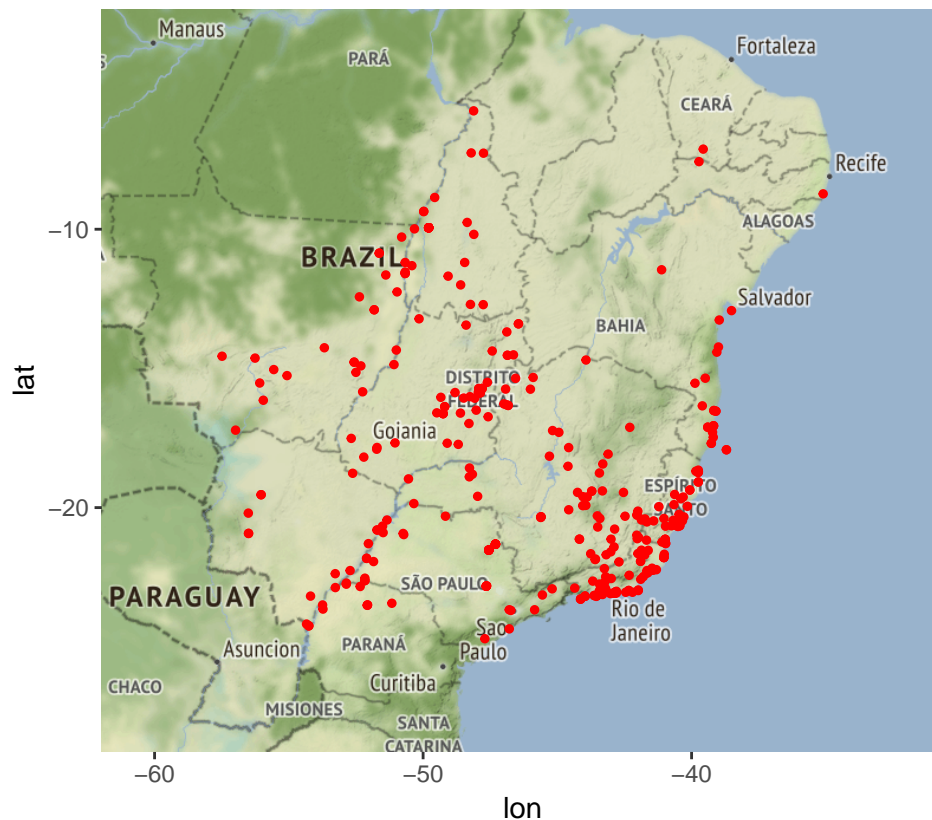 Manaus
PARÁ
Fortaleza
CEARÁ
S
Recife
ALAGOAS
-10
BRAZIL
Salvador
BAHIA
DISTRITO
FEDERAL
Goiania
ESPÍRITO
SANTO
-20
SÃO PAULO
PARAGUAY
Rio de
Janeiro
Sao
Paulo
Asuncion
PARANÁ
Curitiba
CHACO
MISIONES
SANTA
CATARINA
-60
-50
-40
lon
lat